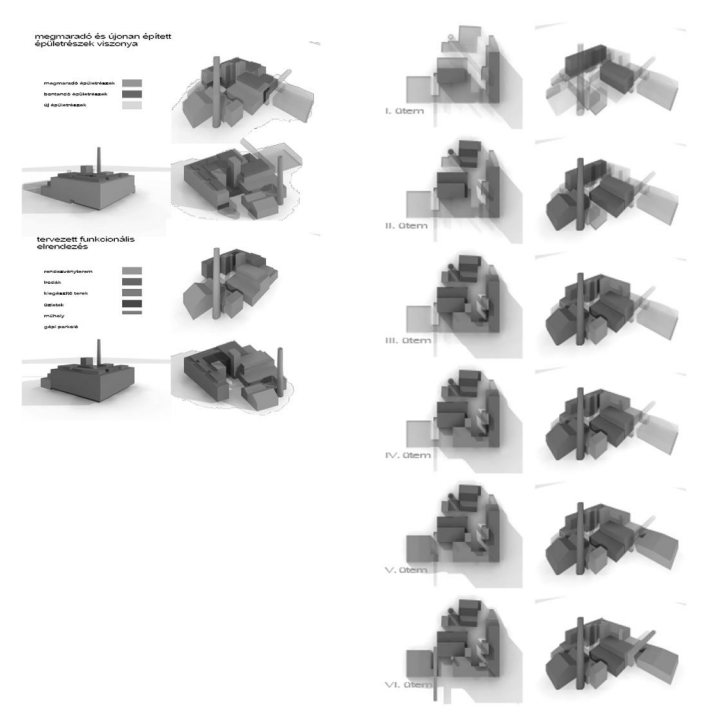 megmaradó és újonan épített
épületrészek viszonya
megmaradó épületrészek
bontandó épületrészek
új épületrészek
tervezett funkcionális
elrendezés
rendezvényterem
irodák
kiegészítő terek
üzletek
műhely
gépi parkoló
I. ütem
II. ütem
III. ütem
IV. ütem
V. ütem
VI. ütem